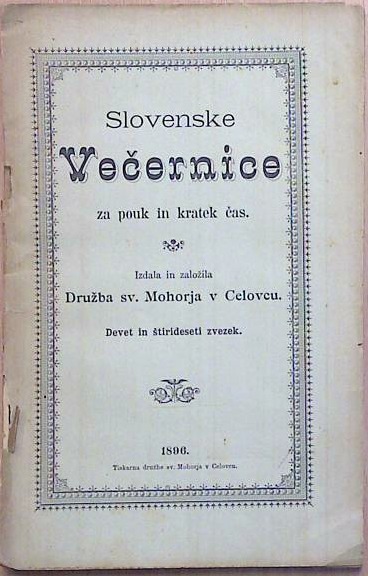 Slovenske
Večernice
za pouk in kratek čas.
Izdala in založila
Družba sv. Mohorja v Celovcu.
Devet in štirideseti zvezek.
1896.
Tiskarna družbe sv. Mohorja v Celovcu.